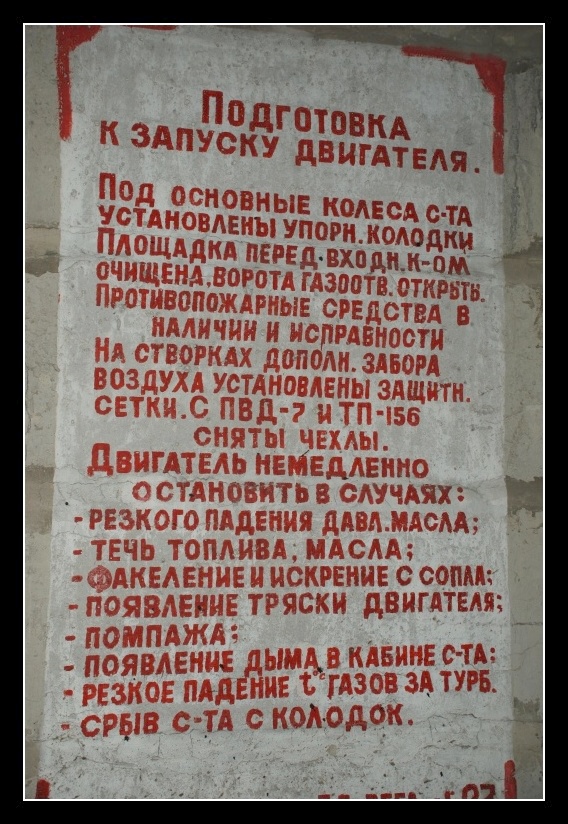 Подготовка
к запуску двигателя.
Под основные колеса с-та
установлены упорн. колодки
Площадка перед входн. к-ом
очищена, ворота газоотв. открыть.
Противопожарные средства в
наличии и исправности
На створках дополн. забора
воздуха установлены защитн.
сетки. С ПВД-7 и ТП-156
сняты чехлы.
Двигатель немедленно
остановить в случаях:
- резкого падения давл. масла;
- течь топлива, масла;
- факеление и искрение с сопла;
- появление тряски двигателя;
- помпажа;
- появление дыма в кабине с-та;
- резкое падение t° газов за турб.
- срыв с-та с колодок.